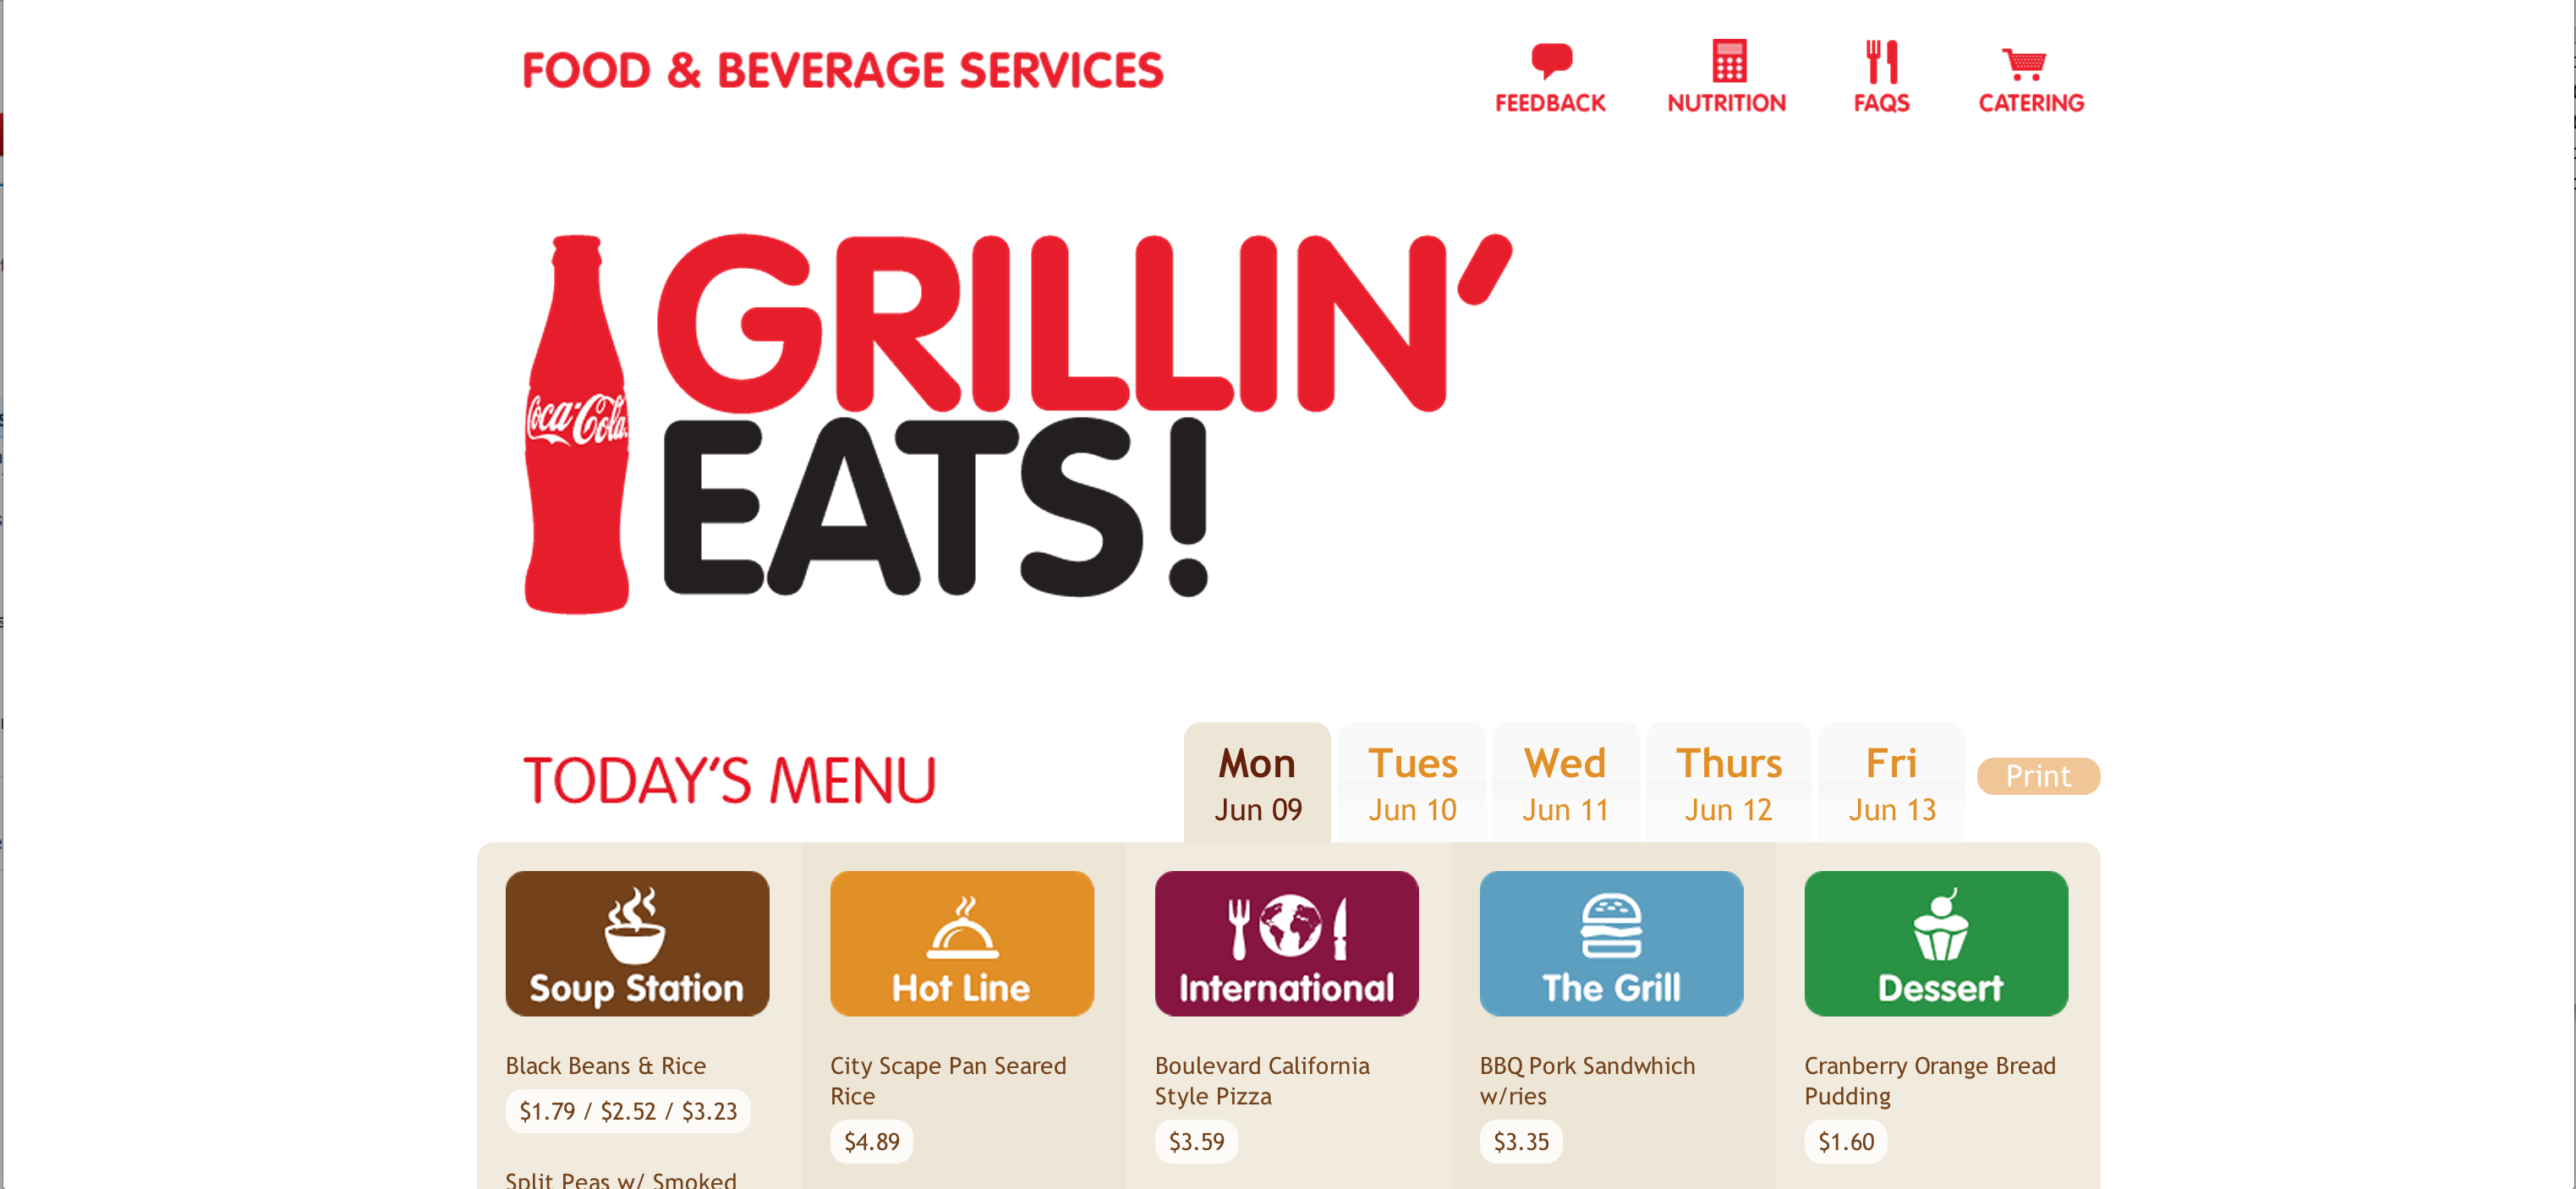 FOOD & BEVERAGE SERVICES
FEEDBACK
NUTRITION
FAQS
CATERING
GRILLIN'
EATS!
Coca-Cola
TODAY'S MENU
Mon
Jun 09
Tues
Jun 10
Wed
Jun 11
Thurs
Jun 12
Fri
Jun 13
Print
Soup Station
Hot Line
International
The Grill
Dessert
Black Beans & Rice
$1.79 / $2.52 / $3.23
Split Peas w/ Smoked
City Scape Pan Seared
Rice
$4.89
Boulevard California
Style Pizza
$3.59
BBQ Pork Sandwhich
w/ries
$3.35
Cranberry Orange Bread
Pudding
$1.60